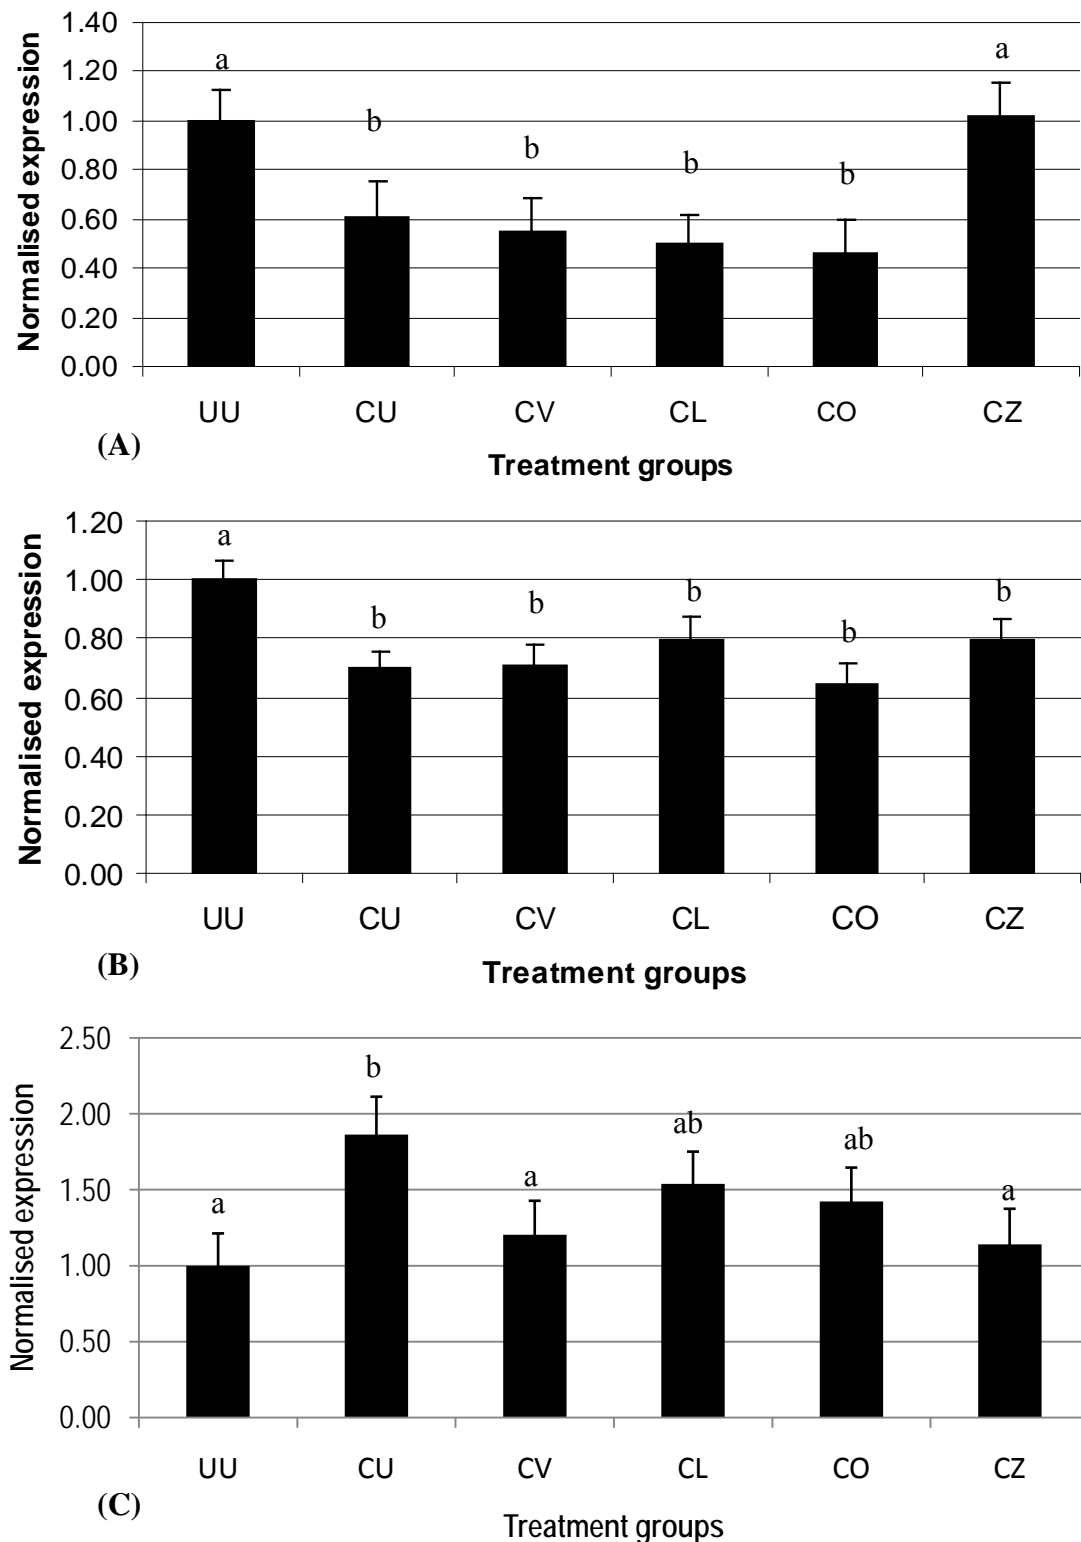 Normalised expression
1.40
1.20
1.00
0.80
0.60
0.40
0.20
0.00
a
b
b
b
b
a
UU CU CV CL CO CZ
(A)
Treatment groups
Normalised expression
1.20
1.00
0.80
0.60
0.40
0.20
0.00
a
b
b
b
b
b
UU CU CV CL CO CZ
(B)
Treatment groups
Normalised expression
2.50
2.00
1.50
1.00
0.50
0.00
a
b
a
ab
ab
a
UU CU CV CL CO CZ
(C)
Treatment groups